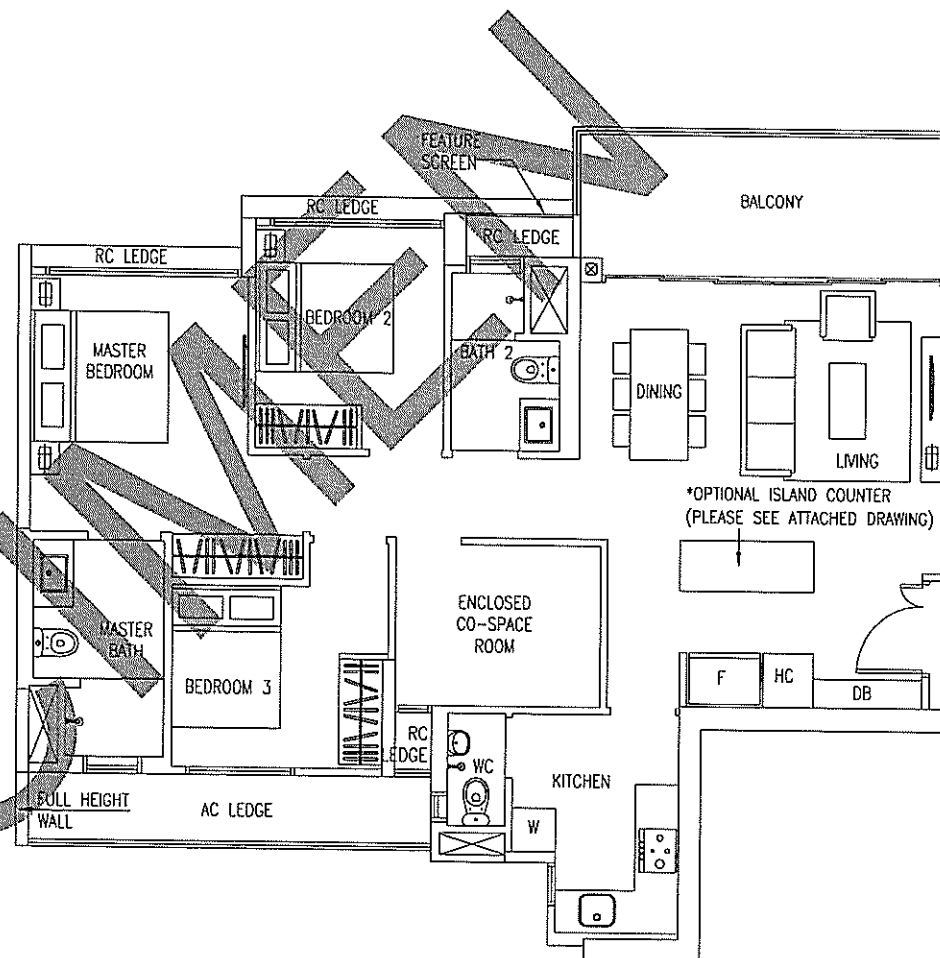 FEATURE
SCREEN
BALCONY
RC LEDGE
RC LEDGE
RC LEDGE
BEDROOM 2
MASTER
BEDROOM
BATH 2
DINING
LIVING
*OPTIONAL ISLAND COUNTER
(PLEASE SEE ATTACHED DRAWING)
ENCLOSED
CO-SPACE
ROOM
MASTER
BATH
BEDROOM 3
F
HC
DB
RC
LEDGE
WC
KITCHEN
W
FULL HEIGHT
WALL
AC LEDGE